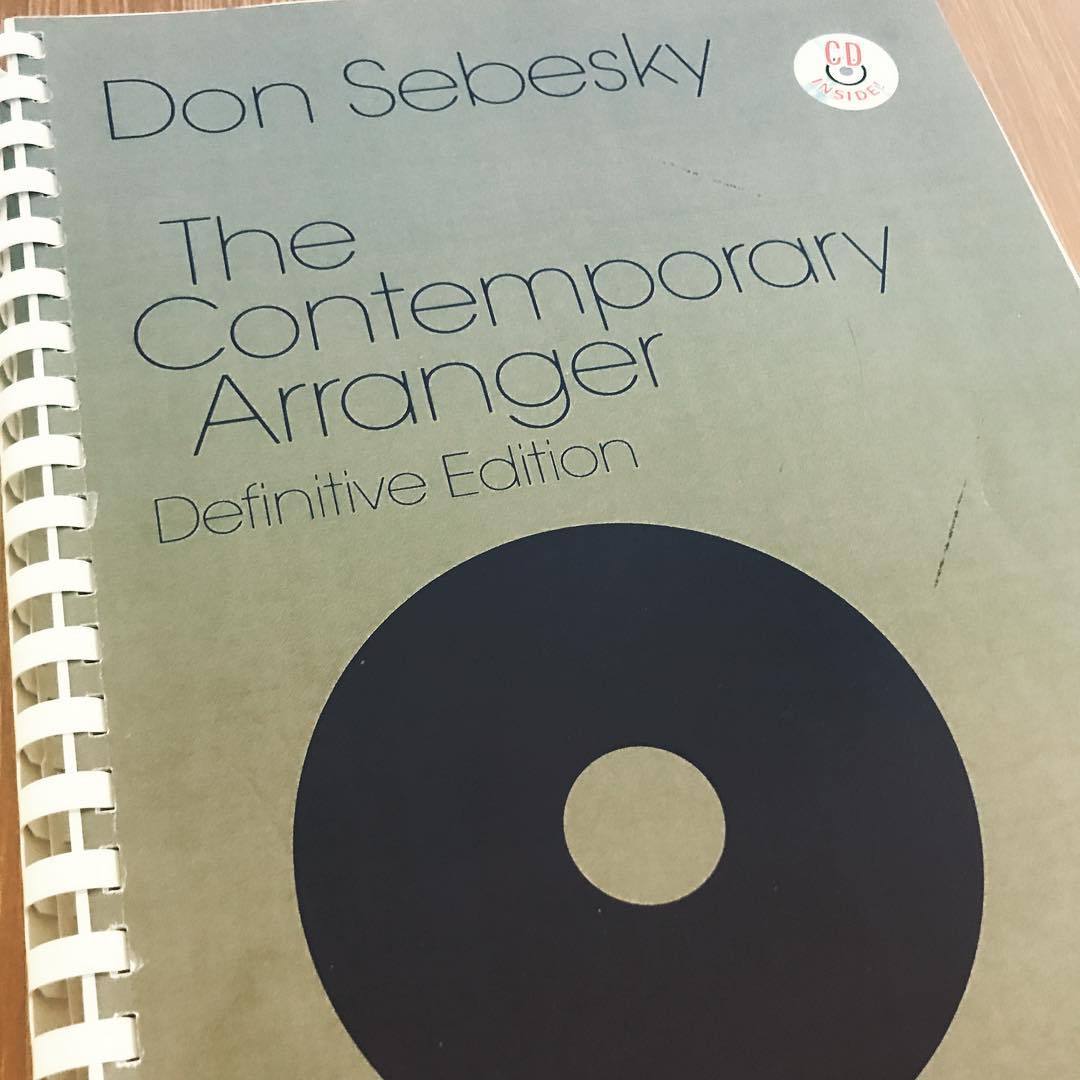 Don Sebesky
CD
INSIDE!
The
Contemporary
Arranger
Definitive Edition